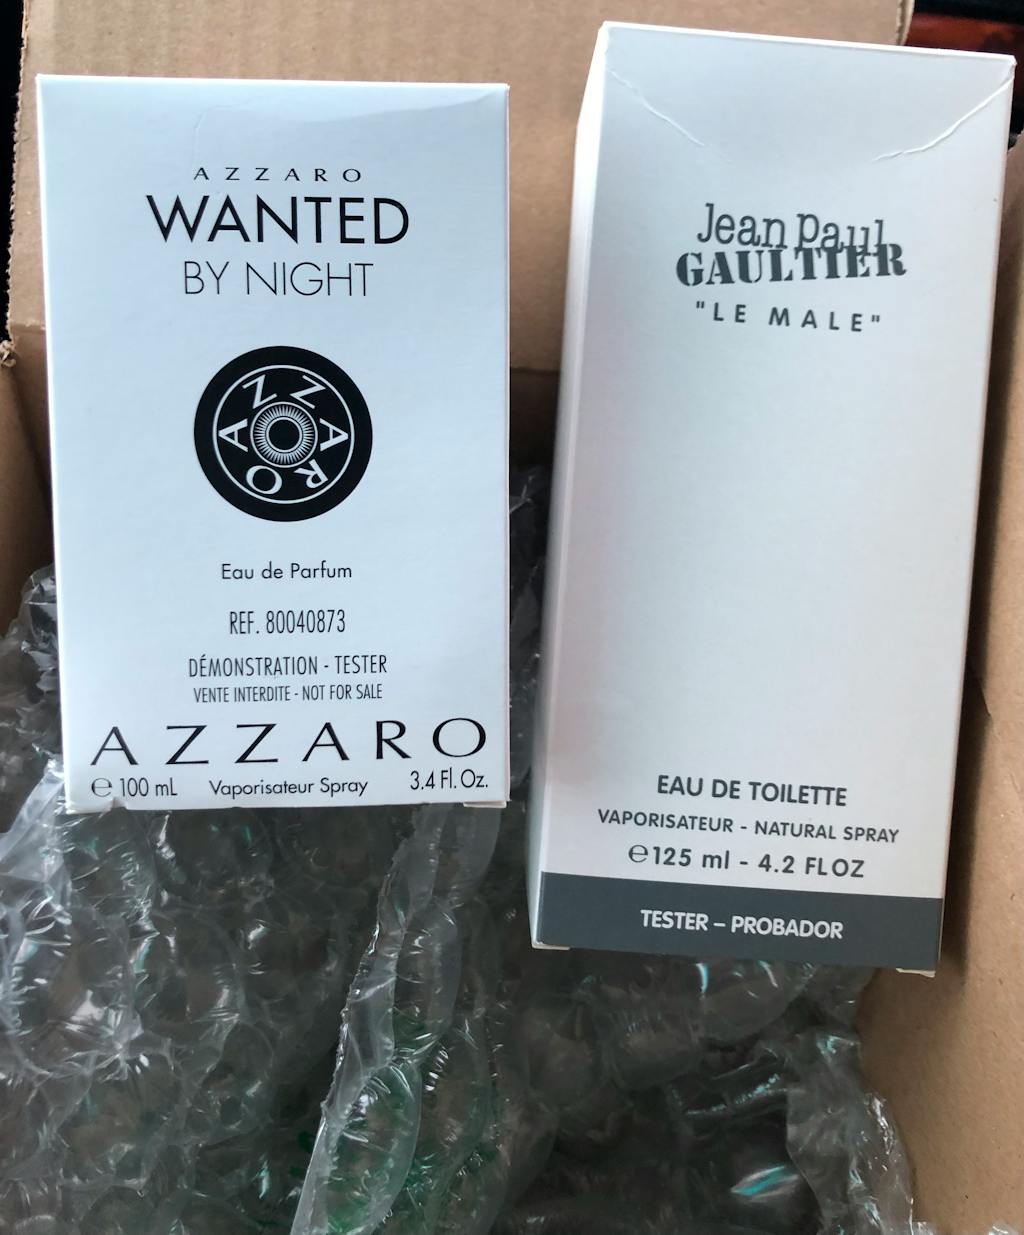 AZZARO
WANTED
BY NIGHT
AZZARO
Eau de Parfum
REF. 80040873
DÉMONSTRATION - TESTER
VENTE INTERDITE - NOT FOR SALE
AZZARO
℮ 100 mL Vaporisateur Spray 3.4 Fl. Oz.
Jean Paul
GAULTIER
"LE MALE"
EAU DE TOILETTE
VAPORISATEUR - NATURAL SPRAY
℮125 ml - 4.2 FLOZ
TESTER – PROBADOR